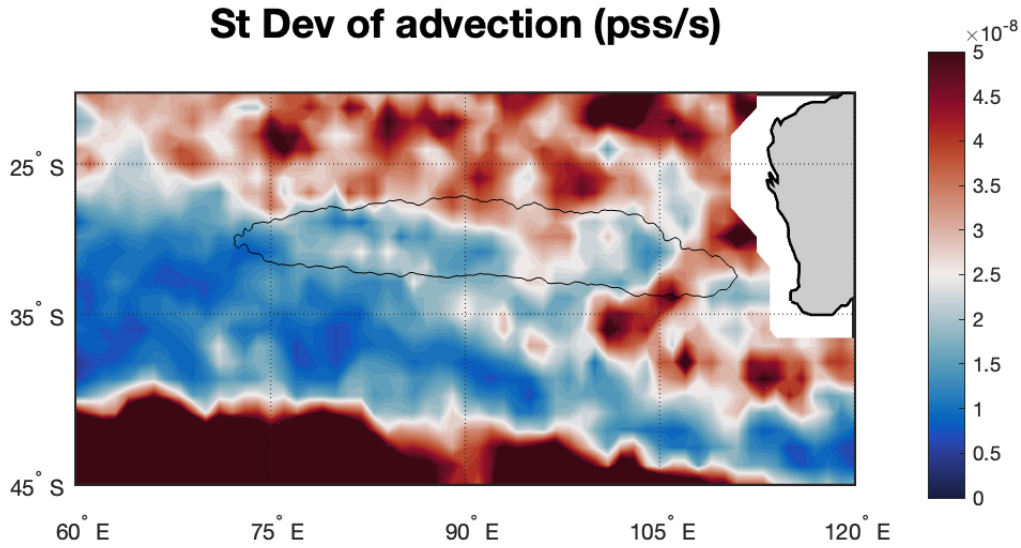 St Dev of advection (pss/s)
×10⁻⁸
5
4.5
4
3.5
3
2.5
2
1.5
1
0.5
0
25° S
35° S
45° S
60° E
75° E
90° E
105° E
120° E